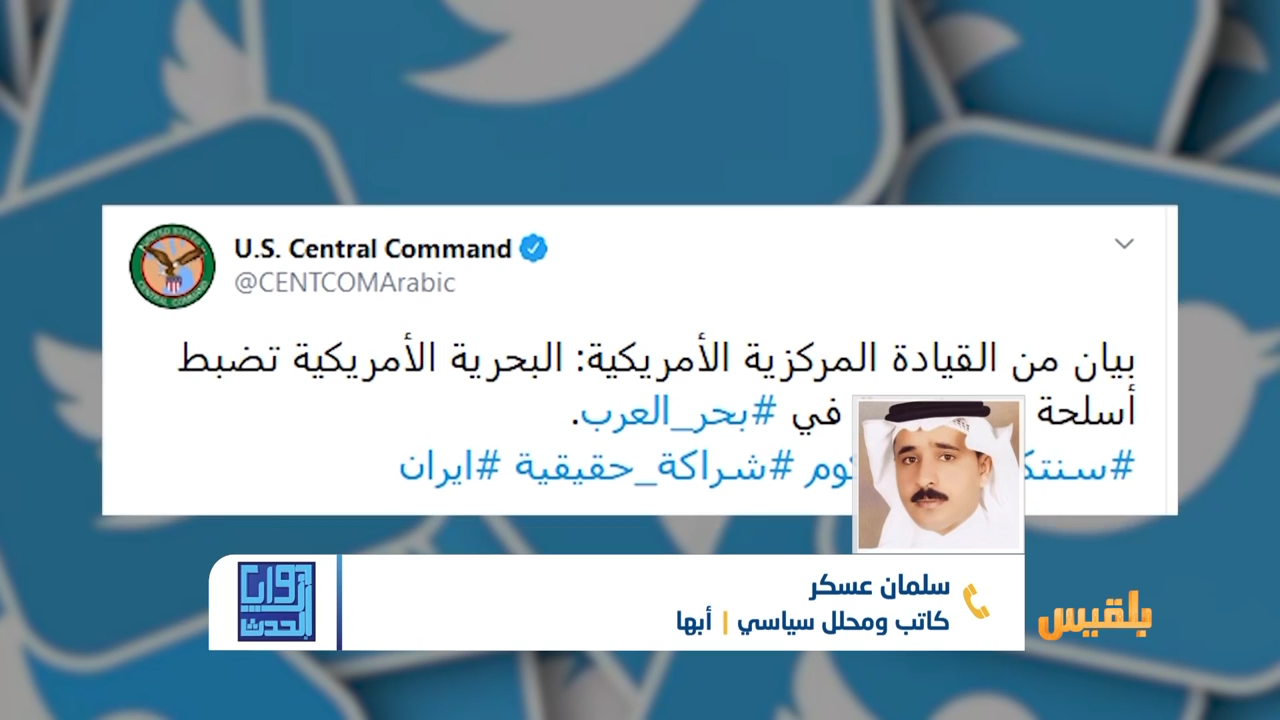 U.S. Central Command
@CENTCOMArabic
بيان من القيادة المركزية الأمريكية: البحرية الأمريكية تضبط
أسلحة في #بحر_العرب.
#شراكة_حقيقية #ايران
سلمان عسكر
كاتب ومحلل سياسي | أبها
بلقيس
الحدث